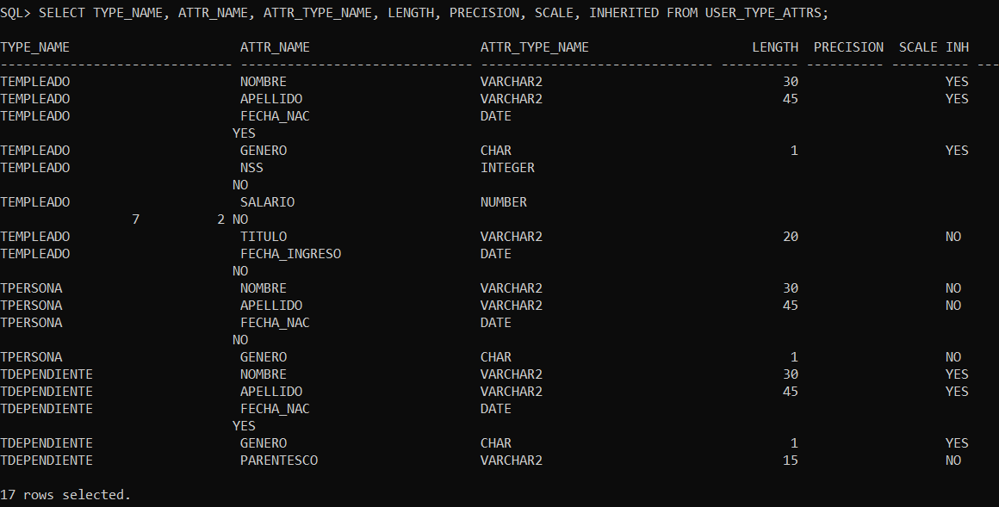 SQL> SELECT TYPE_NAME, ATTR_NAME, ATTR_TYPE_NAME, LENGTH, PRECISION, SCALE, INHERITED FROM USER_TYPE_ATTRS;
TYPE_NAME                      ATTR_NAME                      ATTR_TYPE_NAME                     LENGTH  PRECISION  SCALE INH
------------------------------ ------------------------------ ------------------------------ ---------- ---------- ---------- ---
TEMPLEADO                      NOMBRE                         VARCHAR2                               30                   YES
TEMPLEADO                      APELLIDO                       VARCHAR2                               45                   YES
TEMPLEADO                      FECHA_NAC                      DATE
                              YES
TEMPLEADO                      GENERO                         CHAR                                    1                   YES
TEMPLEADO                      NSS                            INTEGER
                              NO
TEMPLEADO                      SALARIO                        NUMBER
                 7          2 NO
TEMPLEADO                      TITULO                         VARCHAR2                               20                   NO
TEMPLEADO                      FECHA_INGRESO                  DATE
                              NO
TPERSONA                       NOMBRE                         VARCHAR2                               30                   NO
TPERSONA                       APELLIDO                       VARCHAR2                               45                   NO
TPERSONA                       FECHA_NAC                      DATE
                              NO
TPERSONA                       GENERO                         CHAR                                    1                   NO
TDEPENDIENTE                   NOMBRE                         VARCHAR2                               30                   YES
TDEPENDIENTE                   APELLIDO                       VARCHAR2                               45                   YES
TDEPENDIENTE                   FECHA_NAC                      DATE
                              YES
TDEPENDIENTE                   GENERO                         CHAR                                    1                   YES
TDEPENDIENTE                   PARENTESCO                     VARCHAR2                               15                   NO
17 rows selected.